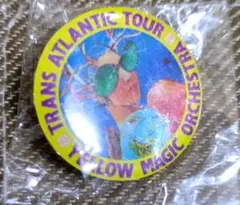 TRANS ATLANTIC TOUR
YELLOW MAGIC ORCHESTRA